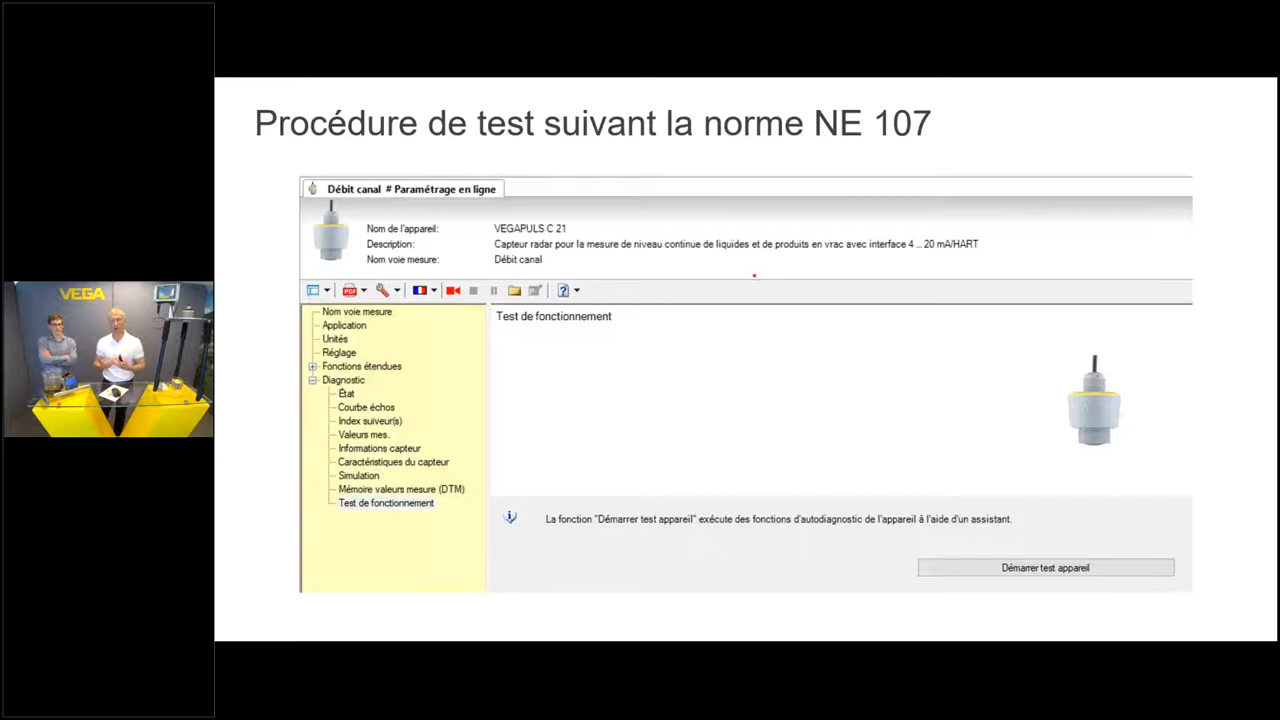 VEGA
Procédure de test suivant la norme NE 107
Débit canal # Paramétrage en ligne
Nom de l'appareil: VEGAPULS C 21
Description: Capteur radar pour la mesure de niveau continue de liquides et de produits en vrac avec interface 4 ... 20 mA/HART
Nom voie mesure: Débit canal
PDF
Nom voie mesure
Application
Unités
Réglage
Fonctions étendues
Diagnostic
État
Courbe échos
Index suiveur(s)
Valeurs mes.
Informations capteur
Caractéristiques du capteur
Simulation
Mémoire valeurs mesure (DTM)
Test de fonctionnement
Test de fonctionnement
La fonction "Démarrer test appareil" exécute des fonctions d'autodiagnostic de l'appareil à l'aide d'un assistant.
Démarrer test appareil